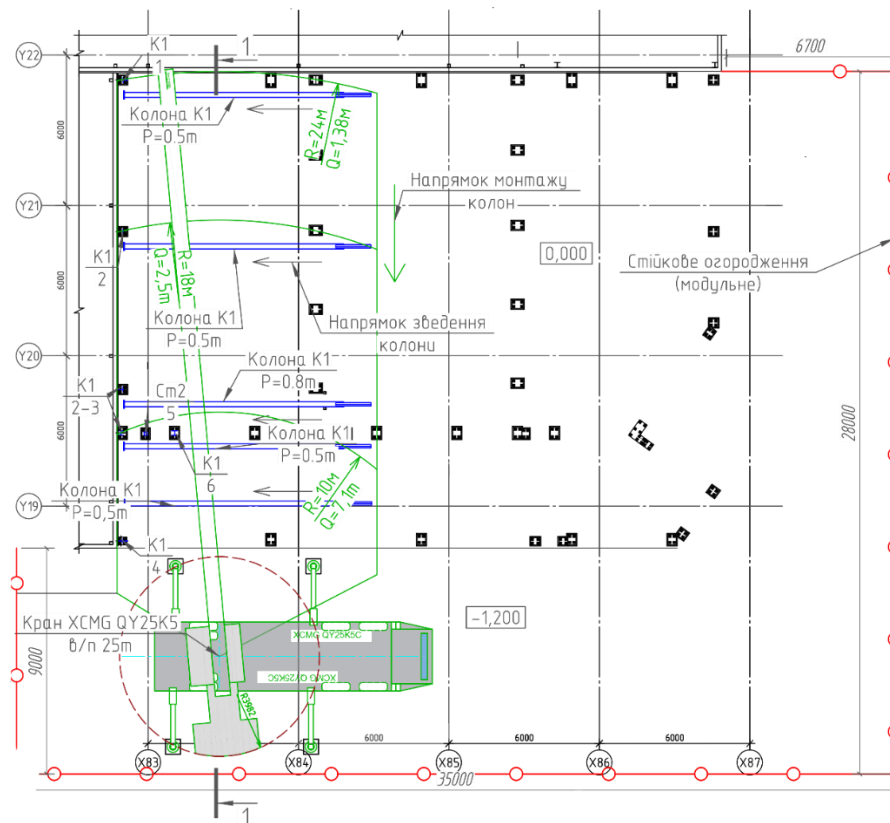 Y22
K1
1
1
6700
Колона К1
P=0.5т
R=24м
Q=1,38м
6000
Напрямок монтажу
колон
Y21
K1
2
R=18м
Q=2,5м
0,000
Стійкове огородження
(модульне)
Колона К1
P=0.5т
Напрямок зведення
колони
6000
Y20
Колона К1
P=0.8т
K1
2-3
Ст2
5
28000
Колона К1
P=0.5т
6000
K1
6
R=10м
Q=7,1м
Колона К1
P=0,5т
Y19
K1
4
-1,200
Кран XCMG QY25K5
в/п 25т
XCMG QY25K5C
XCMG QY25K5C
R3982
9000
6000
6000
6000
X83
X84
X85
X86
X87
35000
1